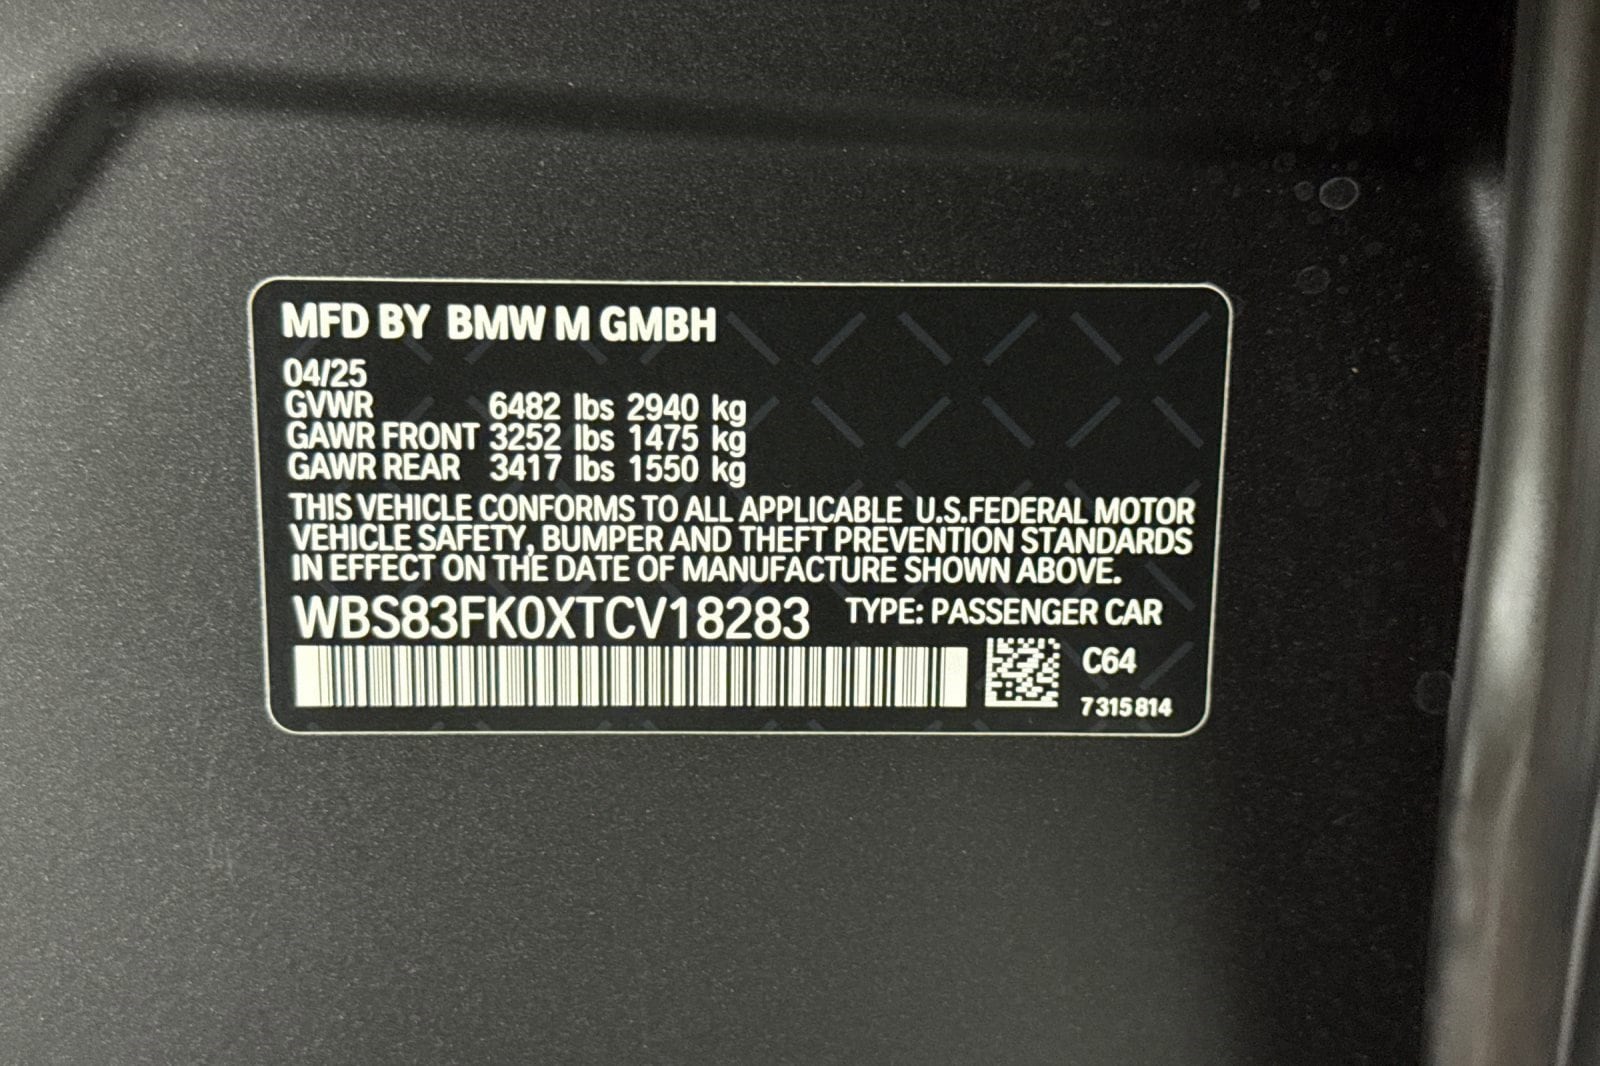 MFD BY BMW M GMBH
04/25
GVWR 6482 lbs 2940 kg
GAWR FRONT 3252 lbs 1475 kg
GAWR REAR 3417 lbs 1550 kg
THIS VEHICLE CONFORMS TO ALL APPLICABLE U.S.FEDERAL MOTOR
VEHICLE SAFETY, BUMPER AND THEFT PREVENTION STANDARDS
IN EFFECT ON THE DATE OF MANUFACTURE SHOWN ABOVE.
WBS83FK0XTCV18283 TYPE: PASSENGER CAR
C64
7315814